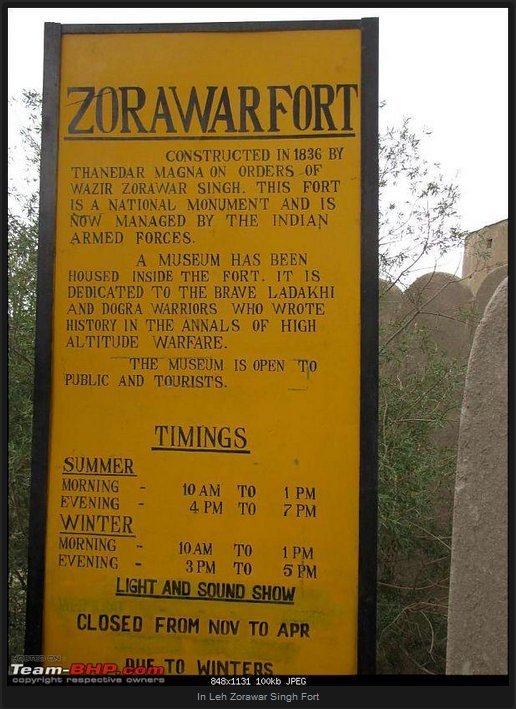 ZORAWAR FORT
CONSTRUCTED IN 1836 BY
THANEDAR MAGNA ON ORDERS OF
WAZIR ZORAWAR SINGH. THIS FORT
IS A NATIONAL MONUMENT AND IS
NOW MANAGED BY THE INDIAN
ARMED FORCES.
A MUSEUM HAS BEEN
HOUSED INSIDE THE FORT. IT IS
DEDICATED TO THE BRAVE LADAKHI
AND DOGRA WARRIORS WHO WROTE
HISTORY IN THE ANNALS OF HIGH
ALTITUDE WARFARE.
THE MUSEUM IS OPEN TO
PUBLIC AND TOURISTS.
TIMINGS
SUMMER
MORNING - 10 AM TO 1 PM
EVENING - 4 PM TO 7 PM
WINTER
MORNING - 10 AM TO 1 PM
EVENING - 3 PM TO 5 PM
LIGHT AND SOUND SHOW
CLOSED FROM NOV TO APR
DUE TO WINTERS
HOSTED ON
TEAM-BHP.COM
copyright respective owners
848x1131 100kb JPEG
In Leh Zorawar Singh Fort